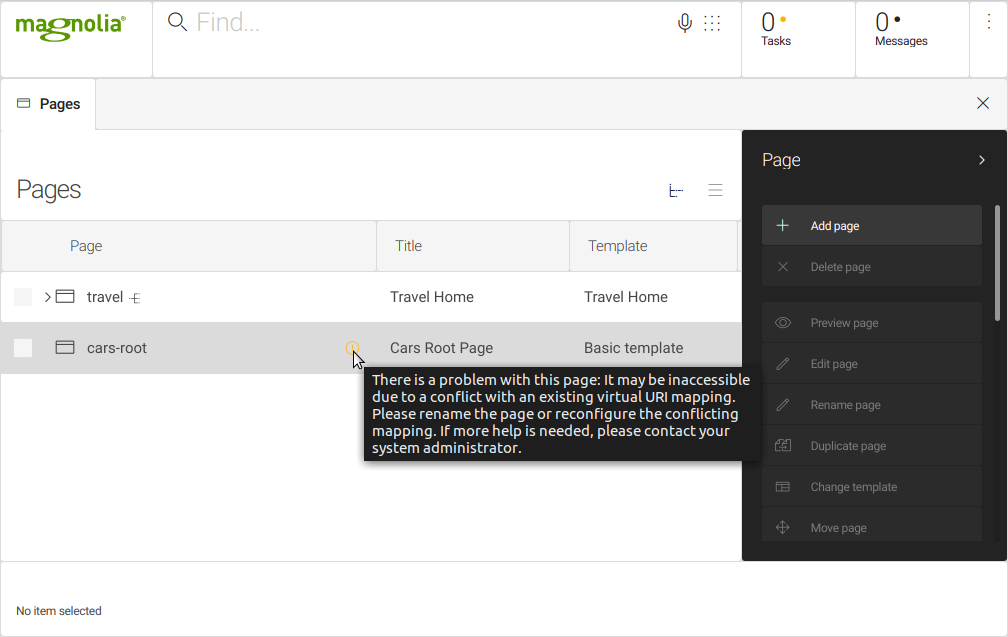 magnolia®
Find...
0
Tasks
0
Messages
Pages
Pages
Page
Title
Template
travel
Travel Home
Travel Home
cars-root
Cars Root Page
Basic template
There is a problem with this page: It may be inaccessible
due to a conflict with an existing virtual URI mapping.
Please rename the page or reconfigure the conflicting
mapping. If more help is needed, please contact your
system administrator.
Page
Add page
Delete page
Preview page
Edit page
Rename page
Duplicate page
Change template
Move page
No item selected